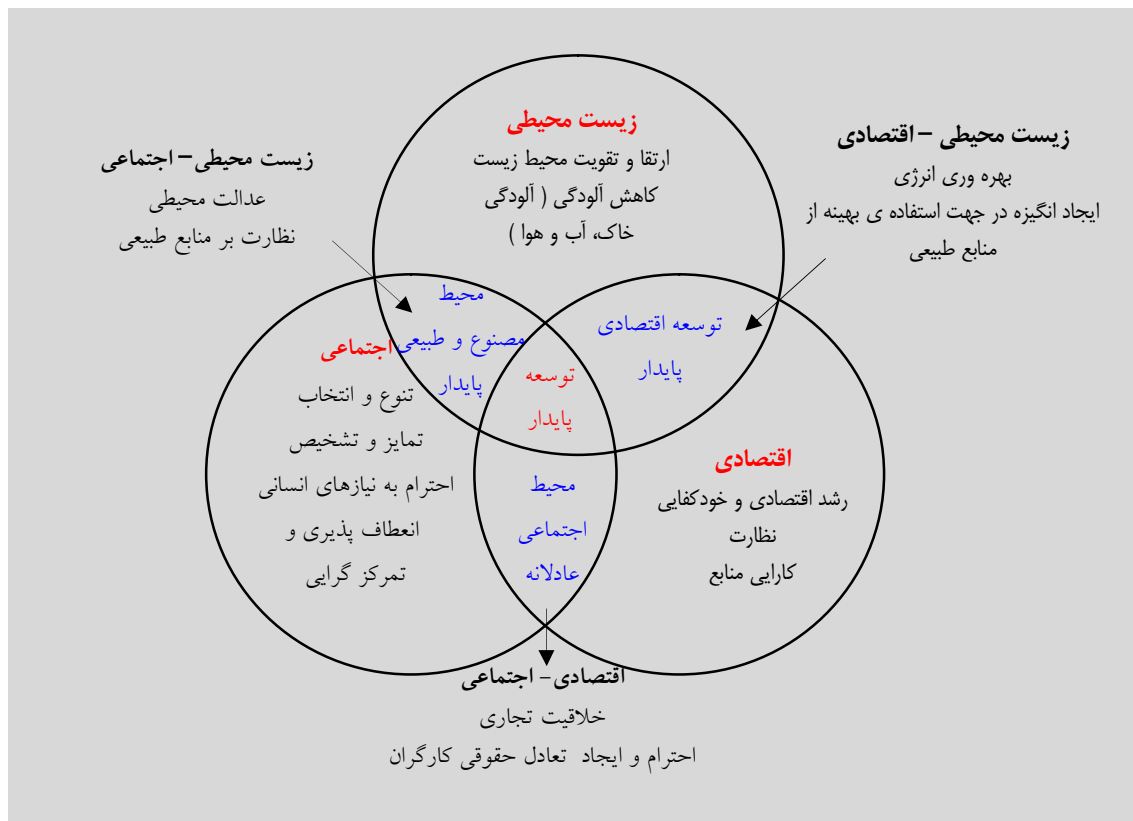 زیست محیطی
ارتقا و تقویت محیط زیست
کاهش آلودگی ( آلودگی
خاک، آب و هوا )
زیست محیطی – اقتصادی
بهره وری انرژی
ایجاد انگیزه در جهت استفاده ی بهینه از
منابع طبیعی
زیست محیطی – اجتماعی
عدالت محیطی
نظارت بر منابع طبیعی
توسعه اقتصادی
پایدار
محیط
مصنوع و طبیعی
پایدار
توسعه
پایدار
اجتماعی
تنوع و انتخاب
تمایز و تشخیص
احترام به نیازهای انسانی
انعطاف پذیری و
تمرکز گرایی
اقتصادی
رشد اقتصادی و خودکفایی
نظارت
کارایی منابع
محیط
اجتماعی
عادلانه
اقتصادی - اجتماعی
خلاقیت تجاری
احترام و ایجاد تعادل حقوقی کارگران